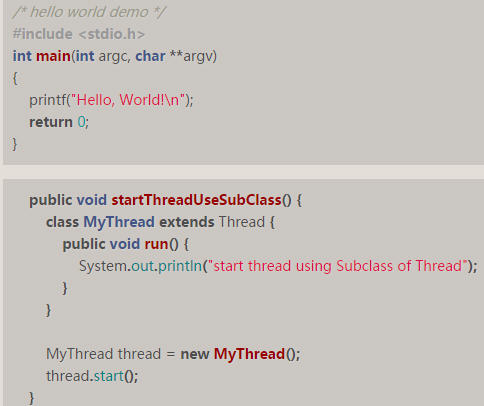 /* hello world demo */
#include <stdio.h>
int main(int argc, char **argv)
{
    printf("Hello, World!\n");
    return 0;
}
public void startThreadUseSubClass() {
    class MyThread extends Thread {
        public void run() {
            System.out.println("start thread using Subclass of Thread");
        }
    }

    MyThread thread = new MyThread();
    thread.start();
}